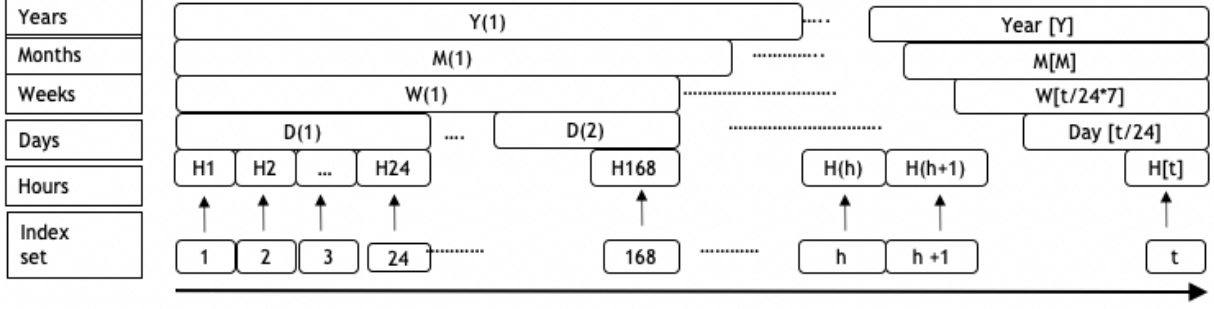 Years
Y(1)
Year [Y]
Months
M(1)
M[M]
Weeks
W(1)
W[t/24*7]
Days
D(1)
D(2)
Day [t/24]
Hours
H1
H2
...
H24
H168
H(h)
H(h+1)
H[t]
Index
set
1
2
3
24
168
h
h +1
t